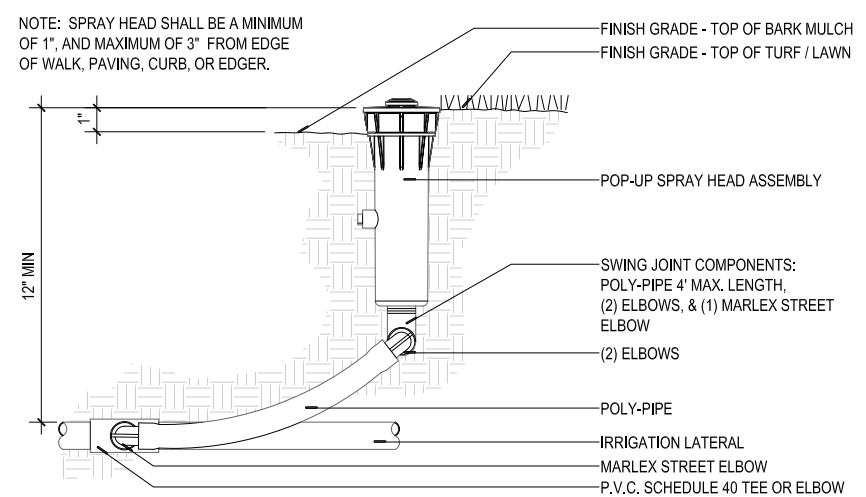 NOTE: SPRAY HEAD SHALL BE A MINIMUM
OF 1", AND MAXIMUM OF 3" FROM EDGE
OF WALK, PAVING, CURB, OR EDGER.
FINISH GRADE - TOP OF BARK MULCH
FINISH GRADE - TOP OF TURF / LAWN
1"
POP-UP SPRAY HEAD ASSEMBLY
12" MIN
SWING JOINT COMPONENTS:
POLY-PIPE 4' MAX. LENGTH,
(2) ELBOWS, & (1) MARLEX STREET
ELBOW
(2) ELBOWS
POLY-PIPE
IRRIGATION LATERAL
MARLEX STREET ELBOW
P.V.C. SCHEDULE 40 TEE OR ELBOW